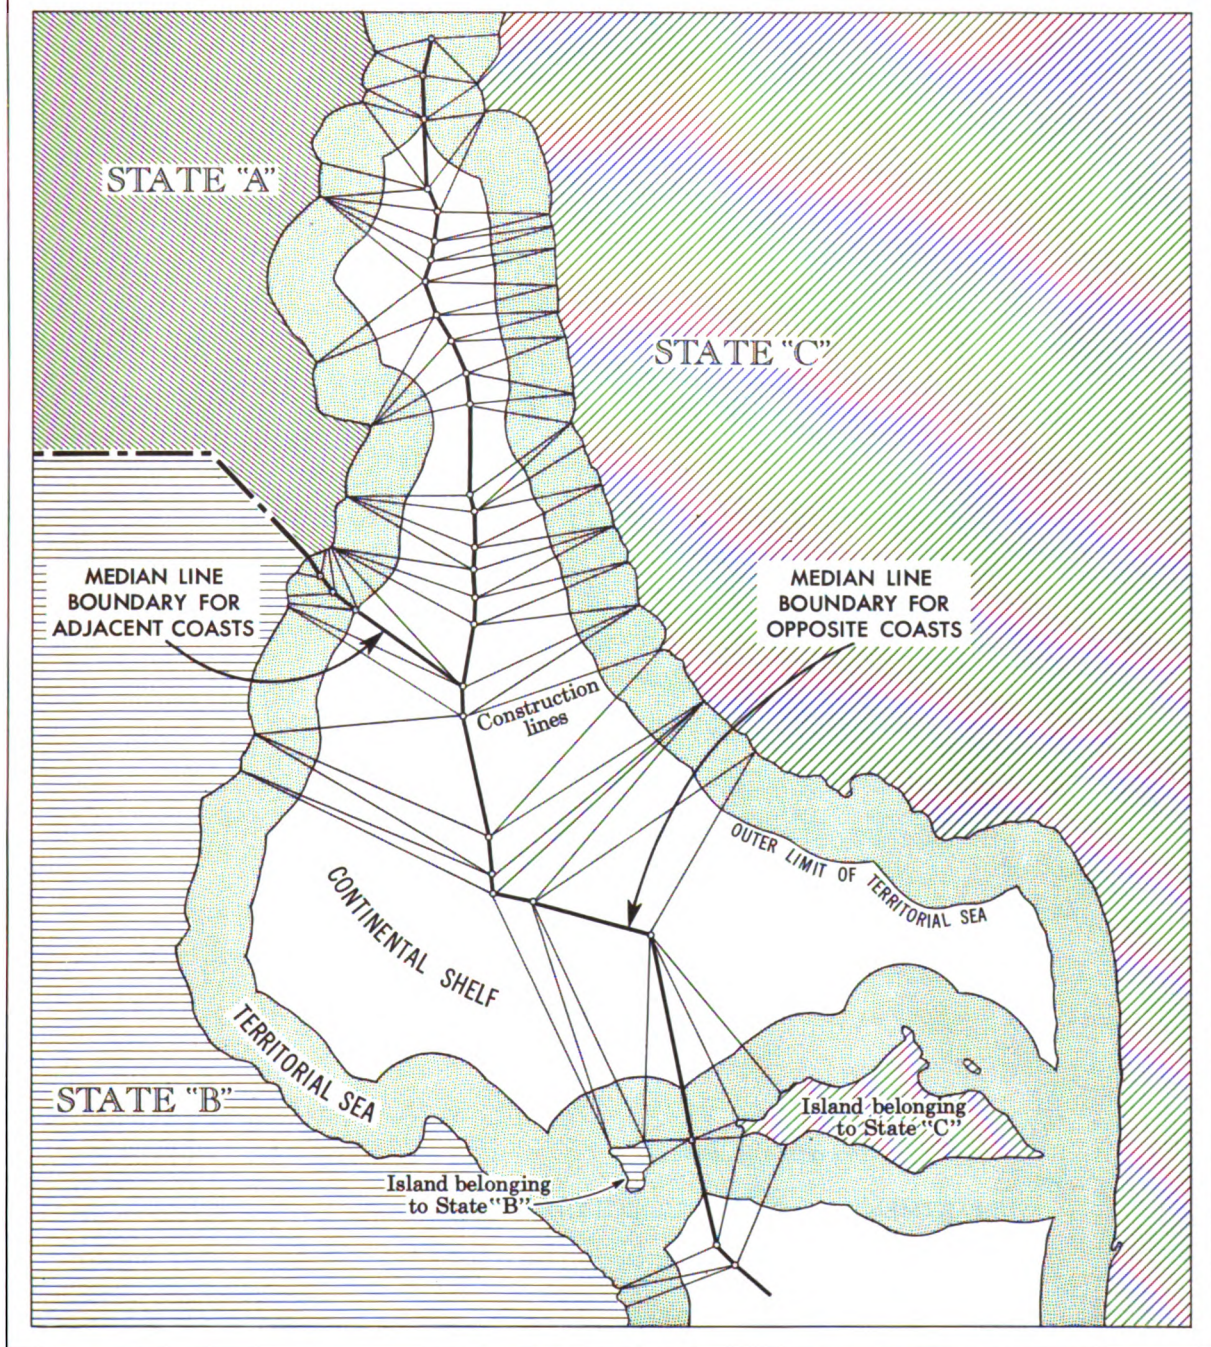 STATE "A"
STATE "C"
MEDIAN LINE
BOUNDARY FOR
ADJACENT COASTS
MEDIAN LINE
BOUNDARY FOR
OPPOSITE COASTS
Construction
lines
OUTER LIMIT OF TERRITORIAL SEA
CONTINENTAL SHELF
TERRITORIAL SEA
STATE "B"
Island belonging
to State "C"
Island belonging
to State "B"